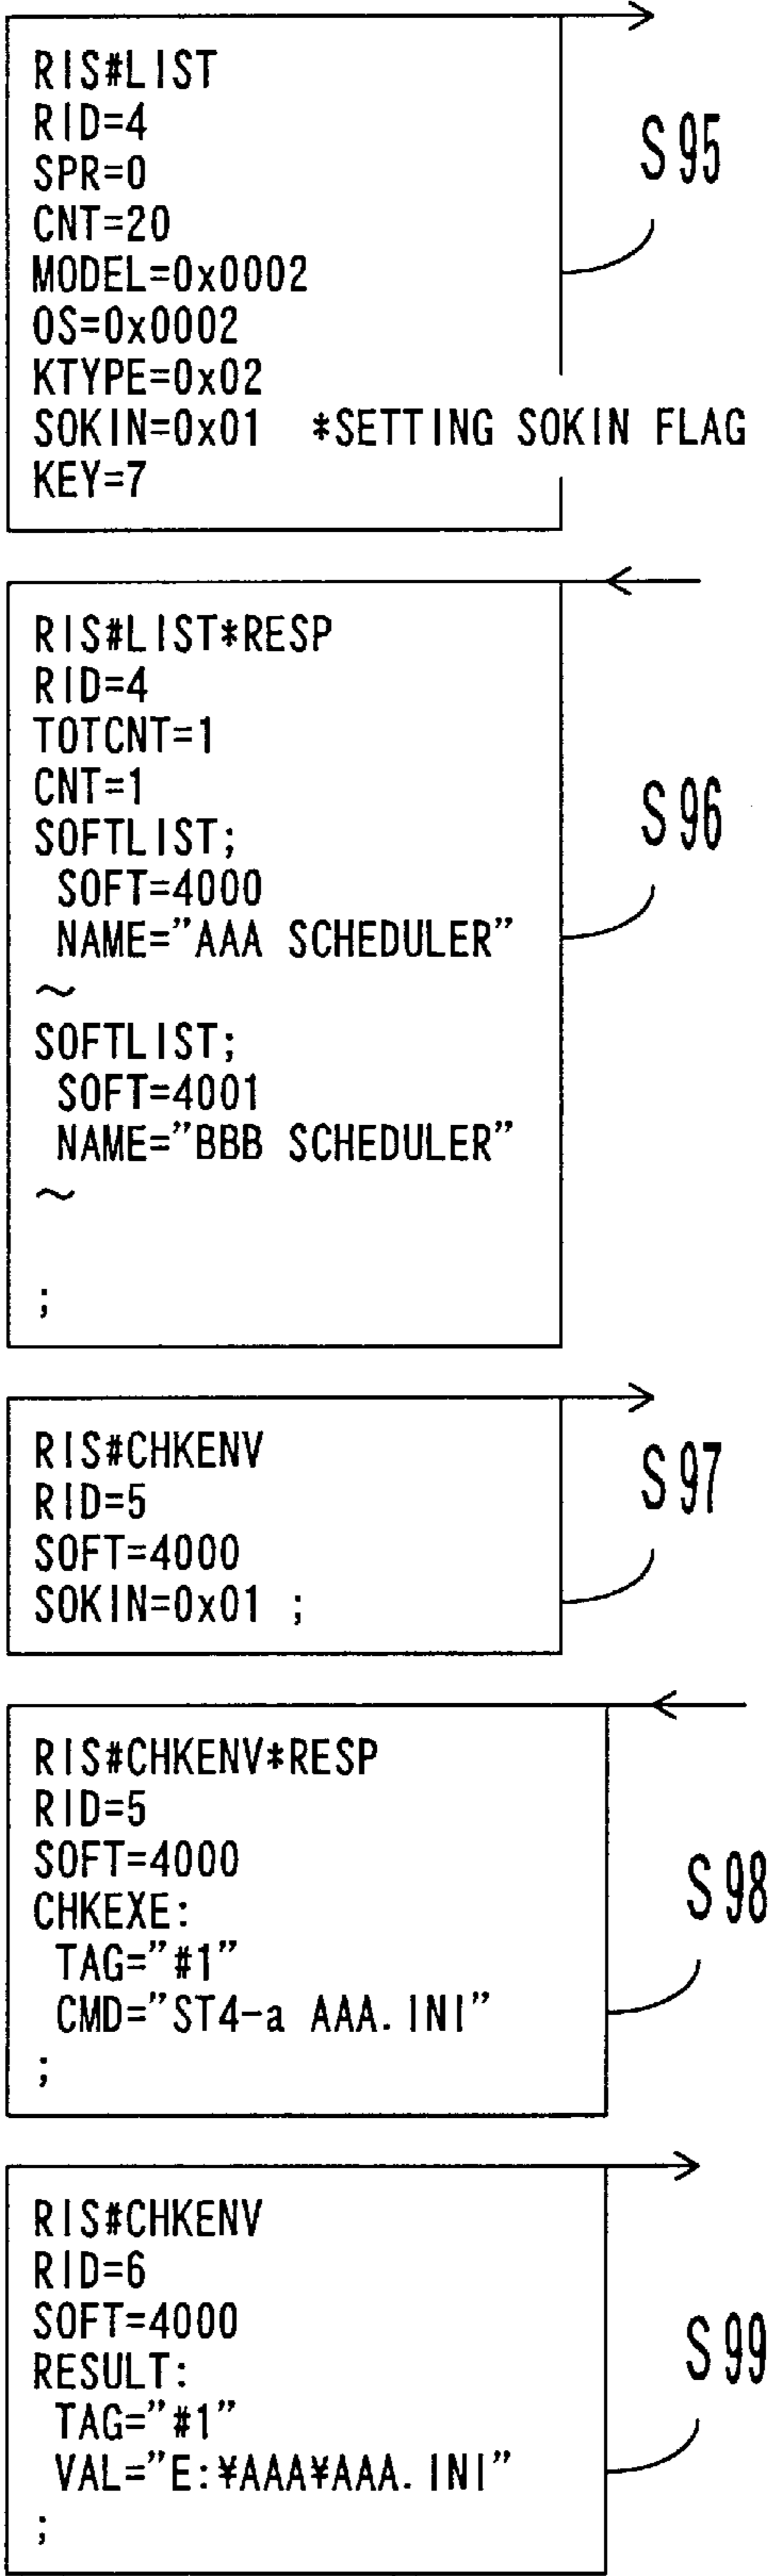 RIS#LIST
RID=4
SPR=0
CNT=20
MODEL=0x0002
OS=0x0002
KTYPE=0x02
SOKIN=0x01 *SETTING SOKIN FLAG
KEY=7
S95
RIS#LIST*RESP
RID=4
TOTCNT=1
CNT=1
SOFTLIST;
SOFT=4000
NAME="AAA SCHEDULER"
~
SOFTLIST;
SOFT=4001
NAME="BBB SCHEDULER"
~
;
S96
RIS#CHKENV
RID=5
SOFT=4000
SOKIN=0x01 ;
S97
RIS#CHKENV*RESP
RID=5
SOFT=4000
CHKEXE:
TAG="#1"
CMD="ST4-a AAA.INI"
;
S98
RIS#CHKENV
RID=6
SOFT=4000
RESULT:
TAG="#1"
VAL="E:¥AAA¥AAA.INI"
;
S99